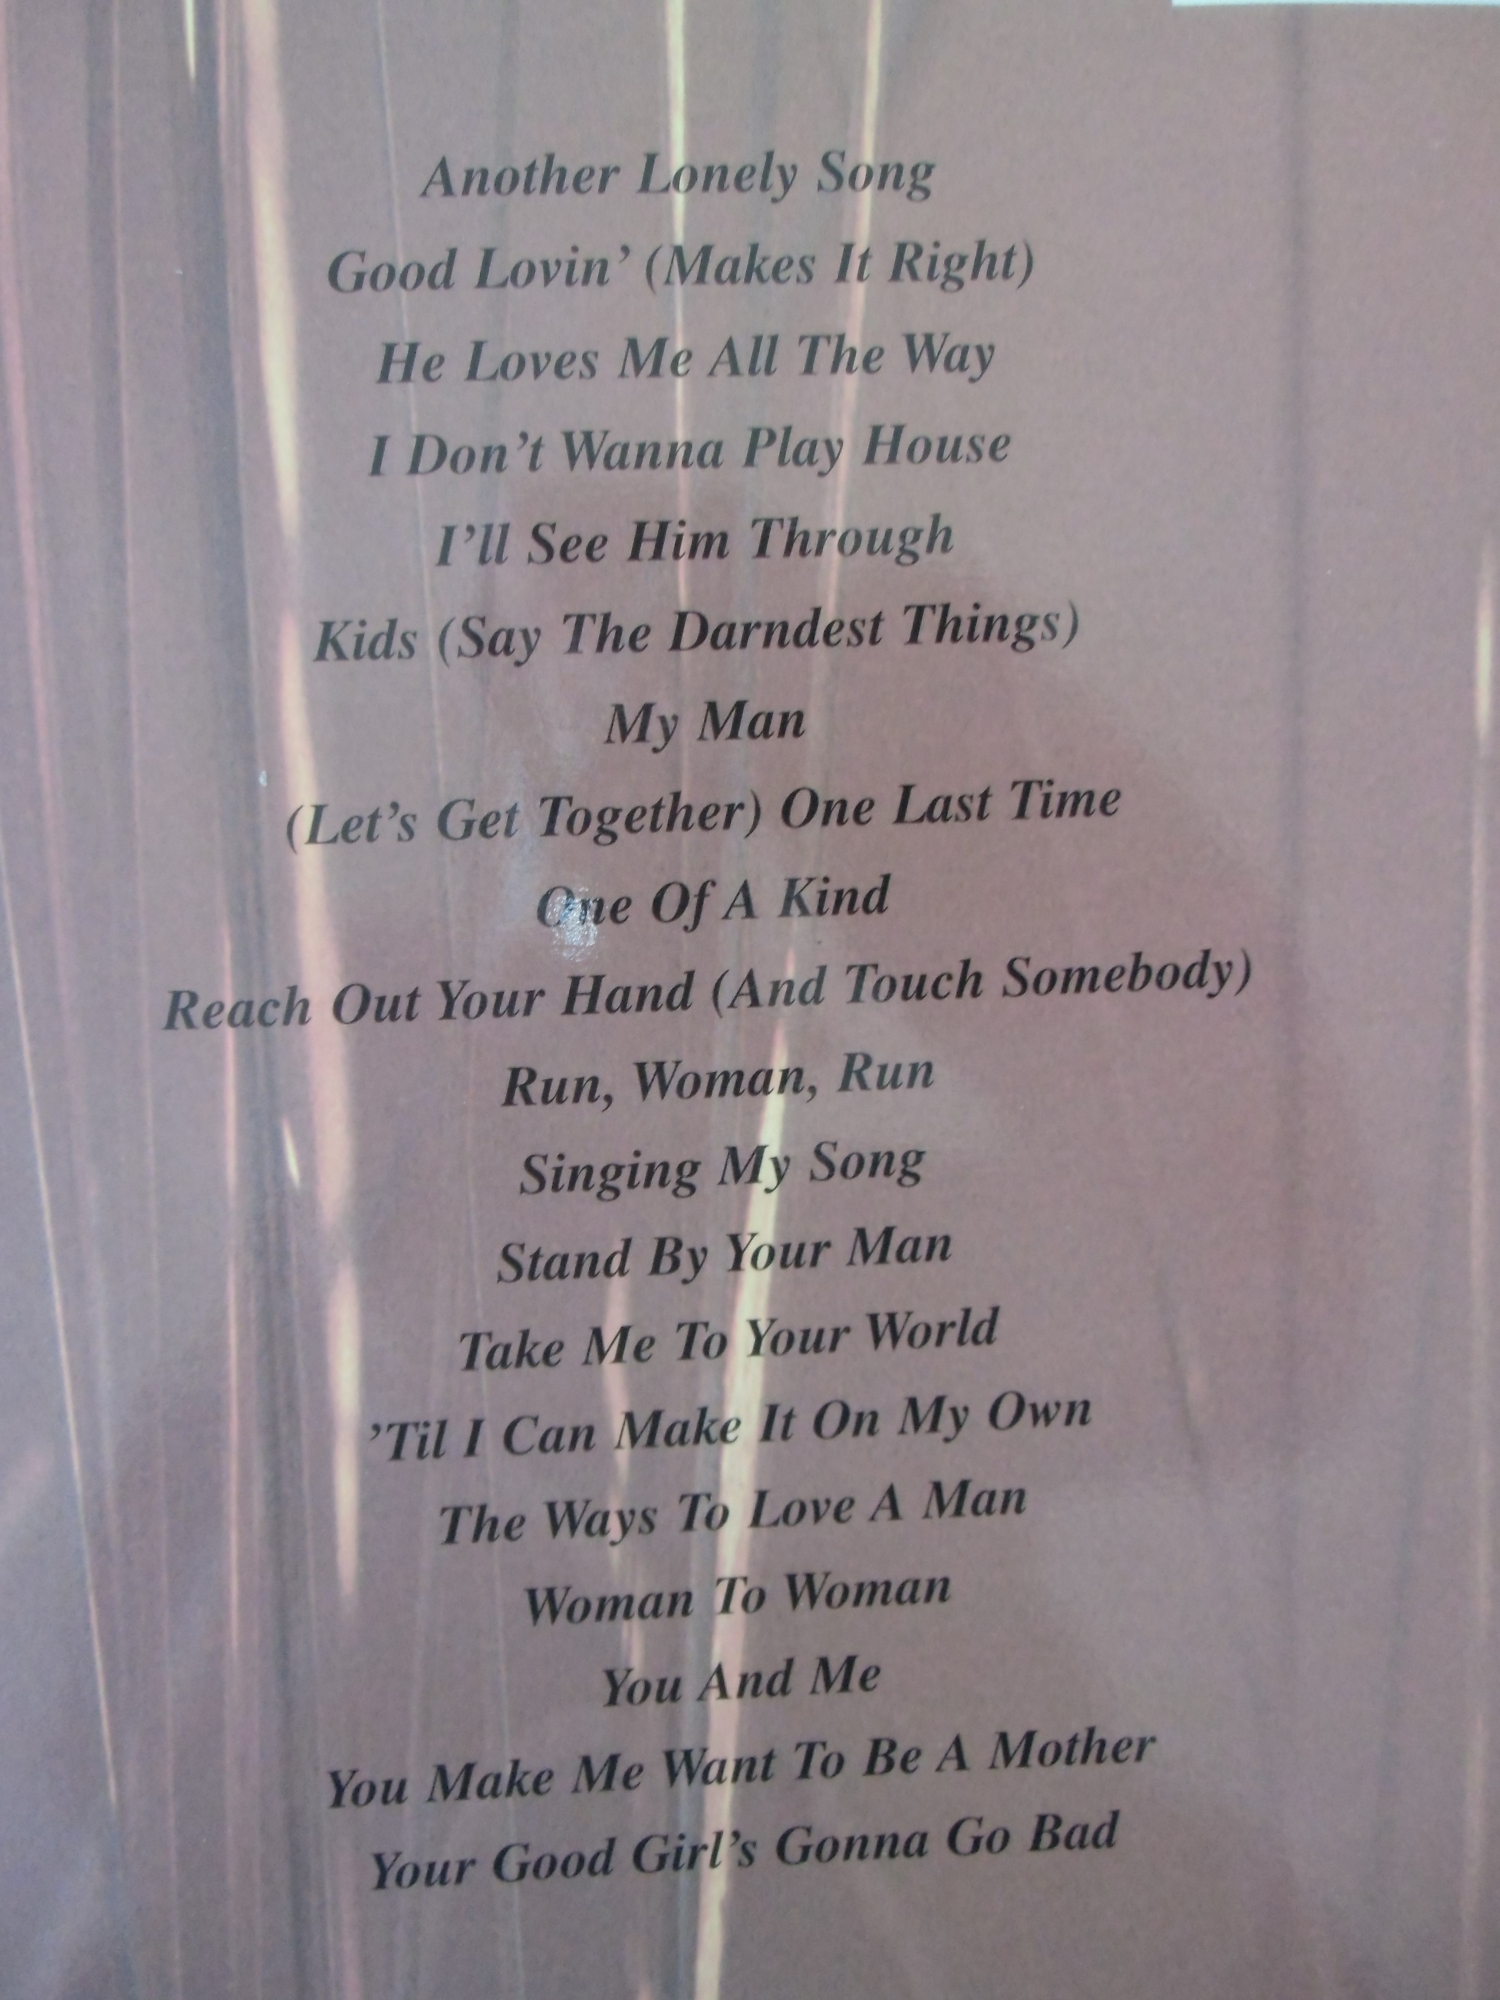 Another Lonely Song
Good Lovin’ (Makes It Right)
He Loves Me All The Way
I Don’t Wanna Play House
I’ll See Him Through
Kids (Say The Darndest Things)
My Man
(Let’s Get Together) One Last Time
One Of A Kind
Reach Out Your Hand (And Touch Somebody)
Run, Woman, Run
Singing My Song
Stand By Your Man
Take Me To Your World
’Til I Can Make It On My Own
The Ways To Love A Man
Woman To Woman
You And Me
You Make Me Want To Be A Mother
Your Good Girl’s Gonna Go Bad